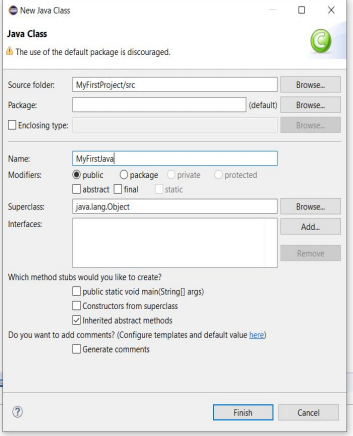 New Java Class
Java Class
The use of the default package is discouraged.
Source folder: MyFirstProject/src Browse...
Package: (default) Browse...
Enclosing type: Browse...
Name: MyFirstJava
Modifiers: public package private protected
abstract final static
Superclass: java.lang.Object Browse...
Interfaces: Add...
Remove
Which method stubs would you like to create?
public static void main(String[] args)
Constructors from superclass
Inherited abstract methods
Do you want to add comments? (Configure templates and default value here)
Generate comments
? Finish Cancel